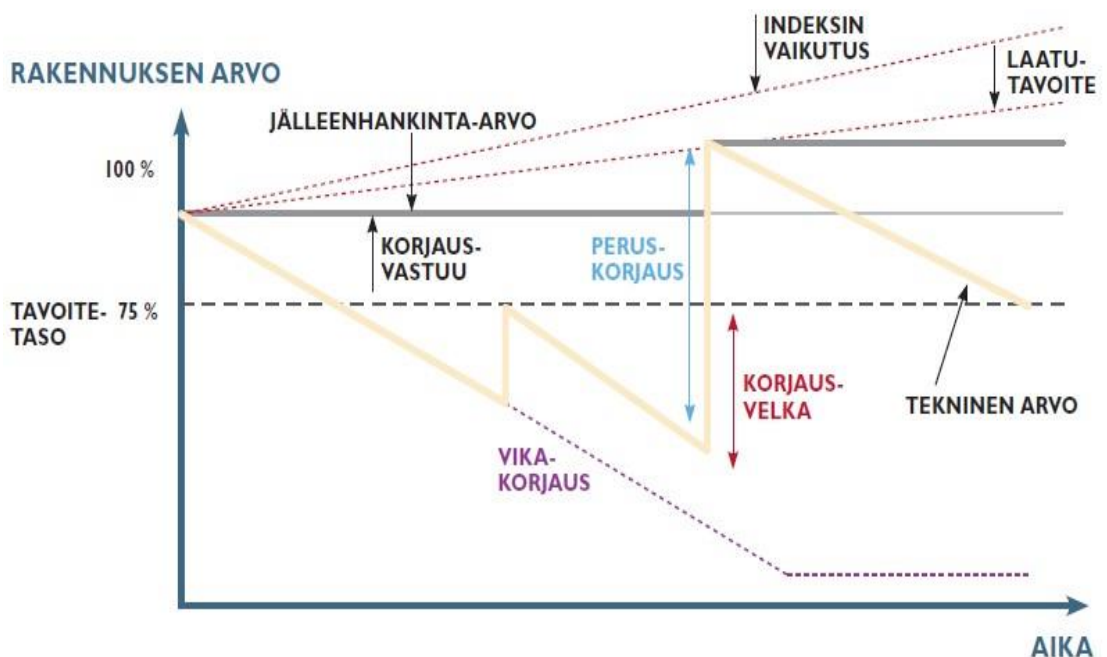 INDEKSIN
VAIKUTUS
LAATU-
TAVOITE
RAKENNUKSEN ARVO
JÄLLEENHANKINTA-ARVO
100 %
KORJAUS-
VASTUU
PERUS-
KORJAUS
TAVOITE- 75 %
TASO
KORJAUS-
VELKA
TEKNINEN ARVO
VIKA-
KORJAUS
AIKA